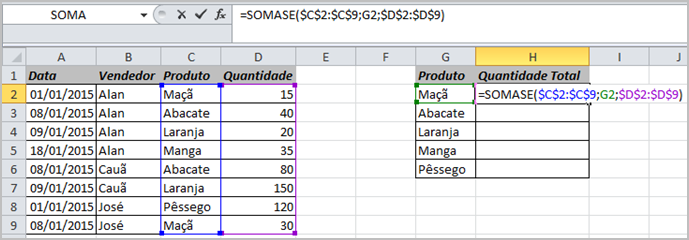 SOMA =SOMASE($C$2:$C$9;G2;$D$2:$D$9)
A B C D E F G H I J
1 Data Vendedor Produto Quantidade Produto Quantidade Total
2 01/01/2015 Alan Maçã 15 Maçã =SOMASE($C$2:$C$9;G2;$D$2:$D$9)
3 08/01/2015 Alan Abacate 40 Abacate
4 09/01/2015 Alan Laranja 20 Laranja
5 18/01/2015 Alan Manga 35 Manga
6 08/01/2015 Cauã Abacate 80 Pêssego
7 09/01/2015 Cauã Laranja 150
8 01/01/2015 José Pêssego 120
9 08/01/2015 José Maçã 30